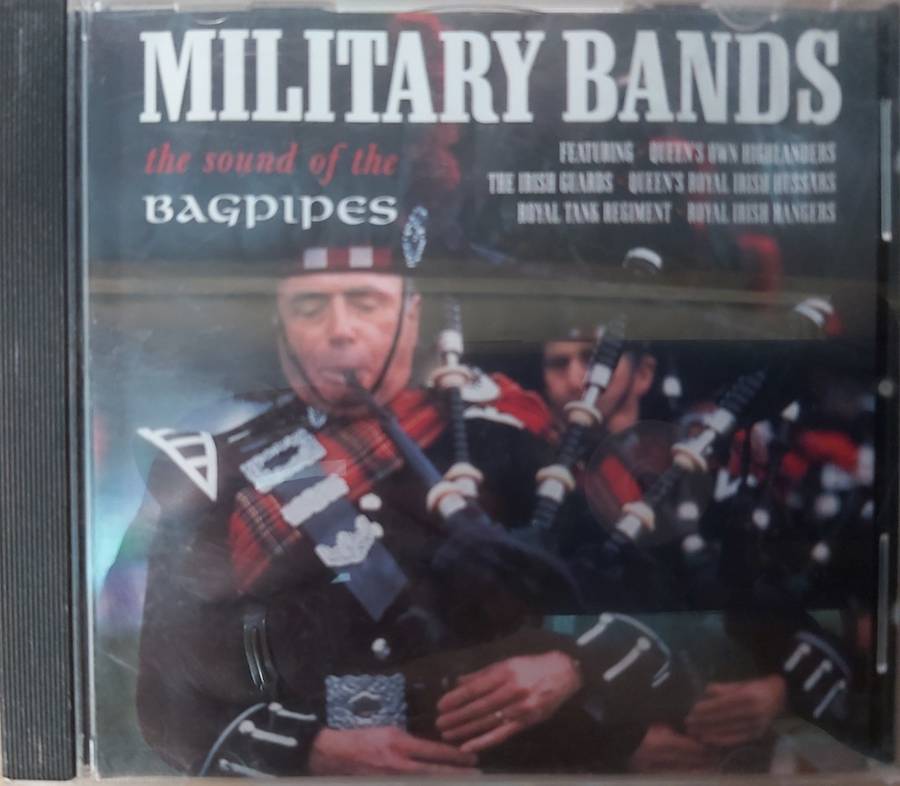 MILITARY BANDS
the sound of the
BAGPIPES
FEATURING · QUEEN'S OWN HIGHLANDERS
THE IRISH GUARDS · QUEEN'S ROYAL IRISH HUSSARS
ROYAL TANK REGIMENT · ROYAL IRISH RANGERS